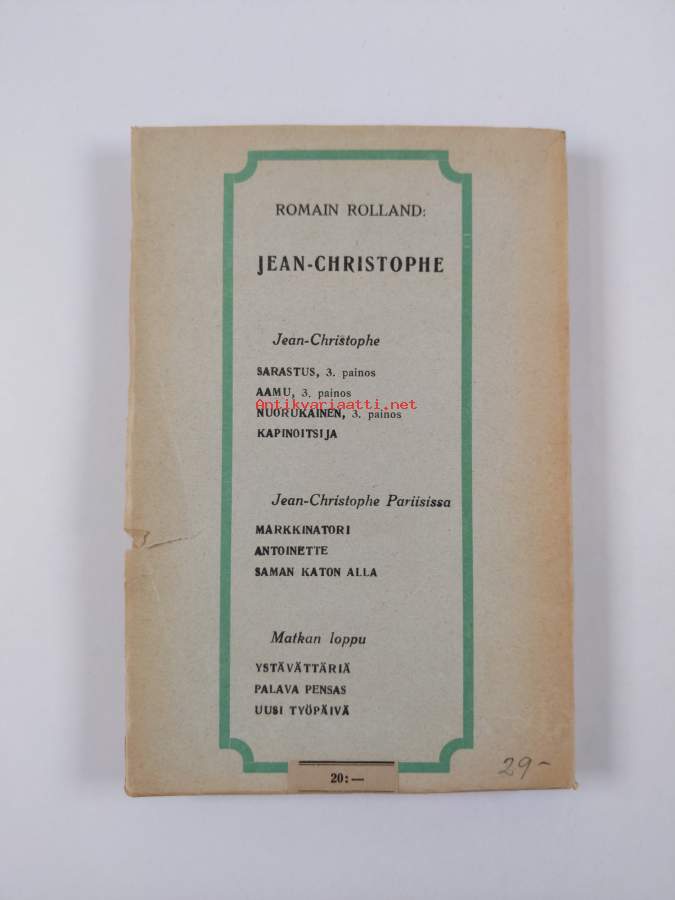 ROMAIN ROLLAND:
JEAN-CHRISTOPHE
Jean-Christophe
SARASTUS, 3. painos
AAMU, 3. painos
Antikvariaatti.net
NUORUKAINEN, 3. painos
KAPINOITSIJA
Jean-Christophe Pariisissa
MARKKINATORI
ANTOINETTE
SAMAN KATON ALLA
Matkan loppu
YSTÄVÄTTÄRIÄ
PALAVA PENSAS
UUSI TYÖPÄIVÄ
20:—
29-